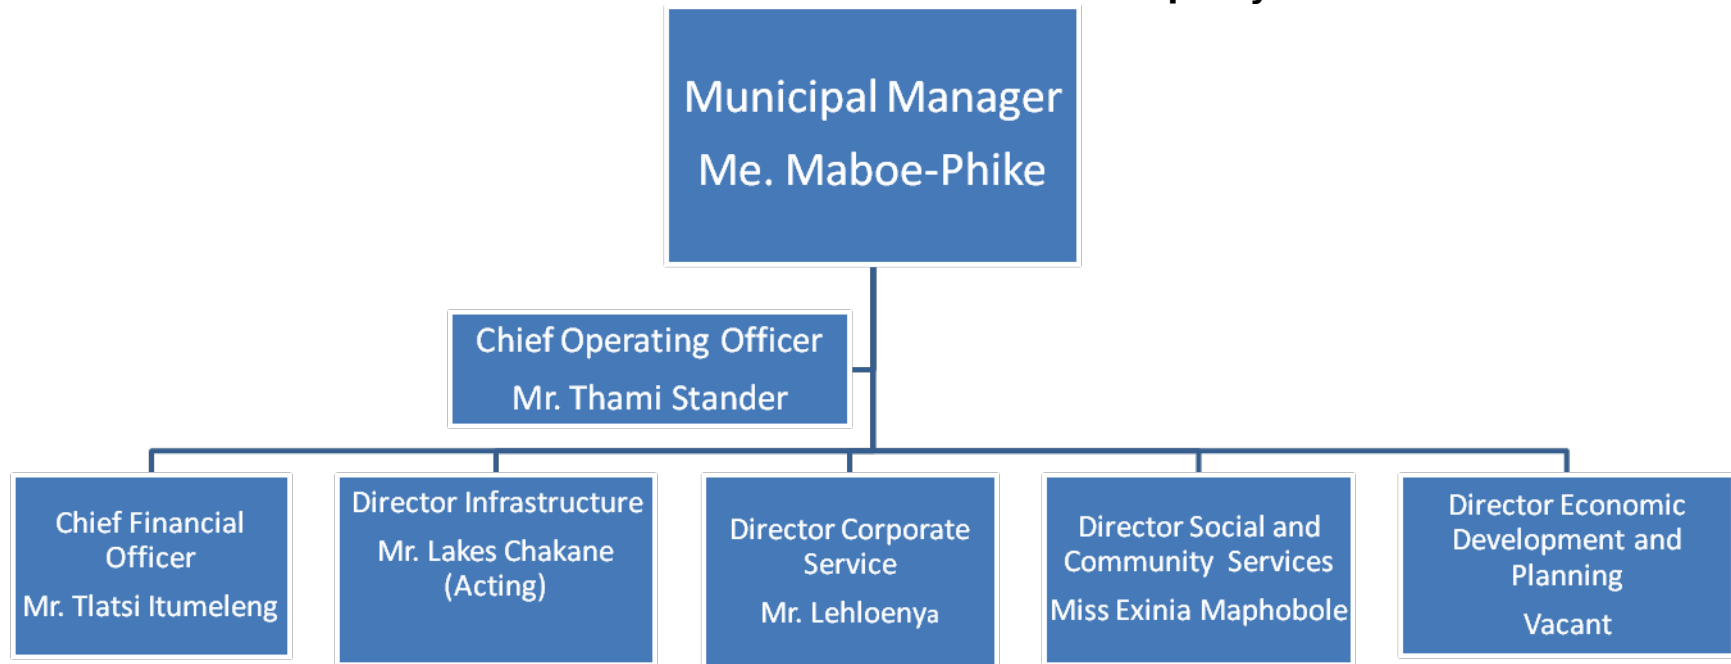 Municipal Manager
Me. Maboe-Phike
Chief Operating Officer
Mr. Thami Stander
Chief Financial
Officer
Mr. Tlatsi Itumeleng
Director Infrastructure
Mr. Lakes Chakane
(Acting)
Director Corporate
Service
Mr. Lehloenya
Director Social and
Community Services
Miss Exinia Maphobole
Director Economic
Development and
Planning
Vacant